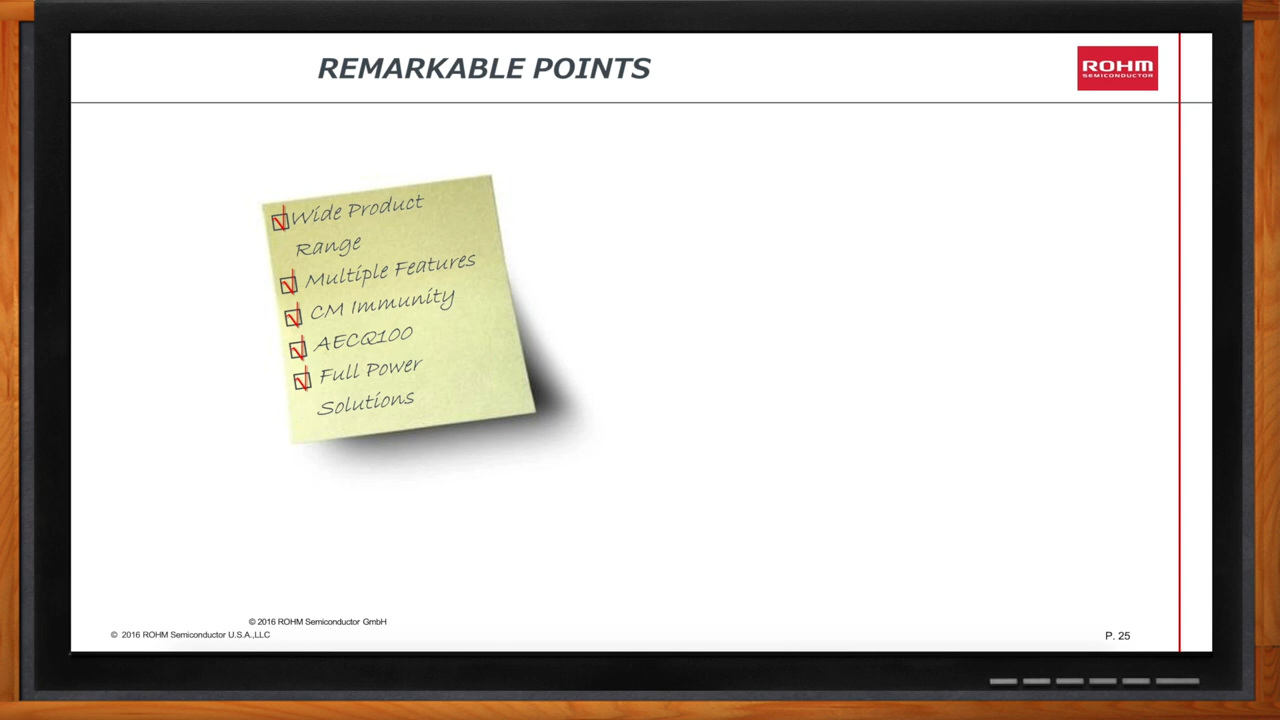 REMARKABLE POINTS
ROHM
SEMICONDUCTOR
Wide Product
Range
Multiple Features
CM Immunity
AECQ100
Full Power
Solutions
© 2016 ROHM Semiconductor GmbH
© 2016 ROHM Semiconductor U.S.A.,LLC
P. 25